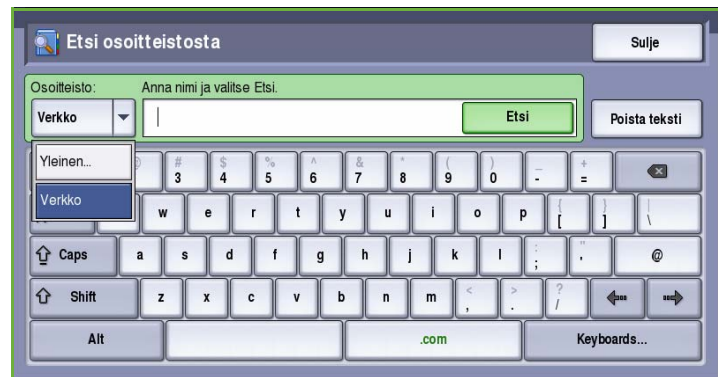 Etsi osoitteistosta
Sulje
Osoitteisto:
Anna nimi ja valitse Etsi.
Verkko
Etsi
Poista teksti
Yleinen...
Verkko
@ # 3 $ 4 % 5 ^ 6 & 7 * 8 ( 9 ) 0 _ - + =
w e r t y u i o p { [ } ] | \
Caps a s d f g h j k l : ; " ' @
Shift z x c v b n m < , > . ? /
Alt .com Keyboards...